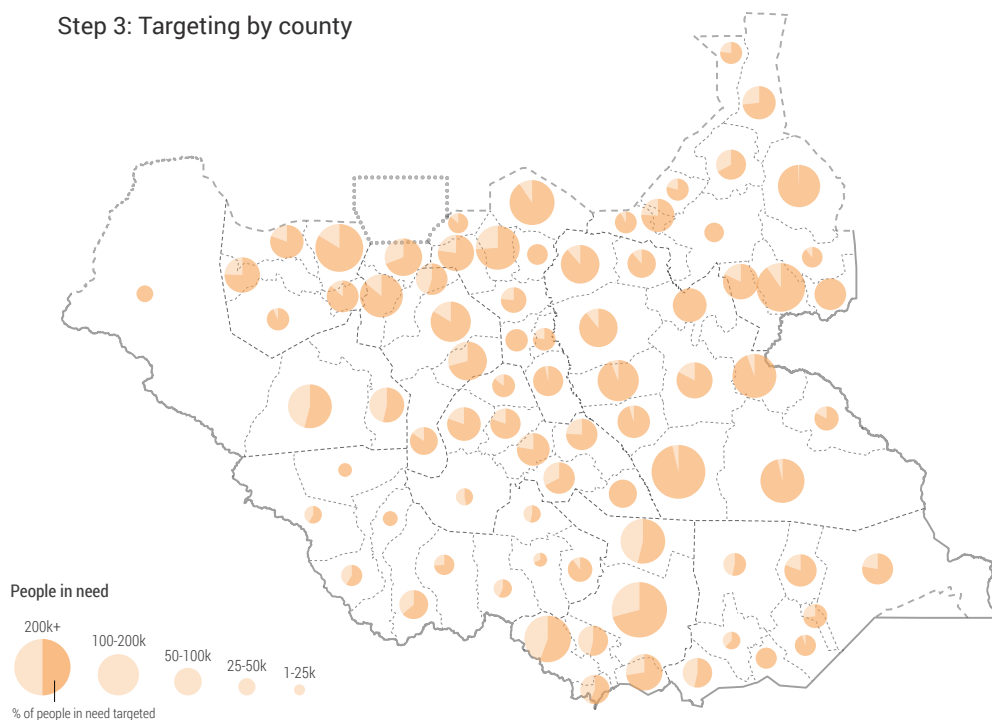 Step 3: Targeting by county
People in need
200k+
100-200k
50-100k
25-50k
1-25k
% of people in need targeted